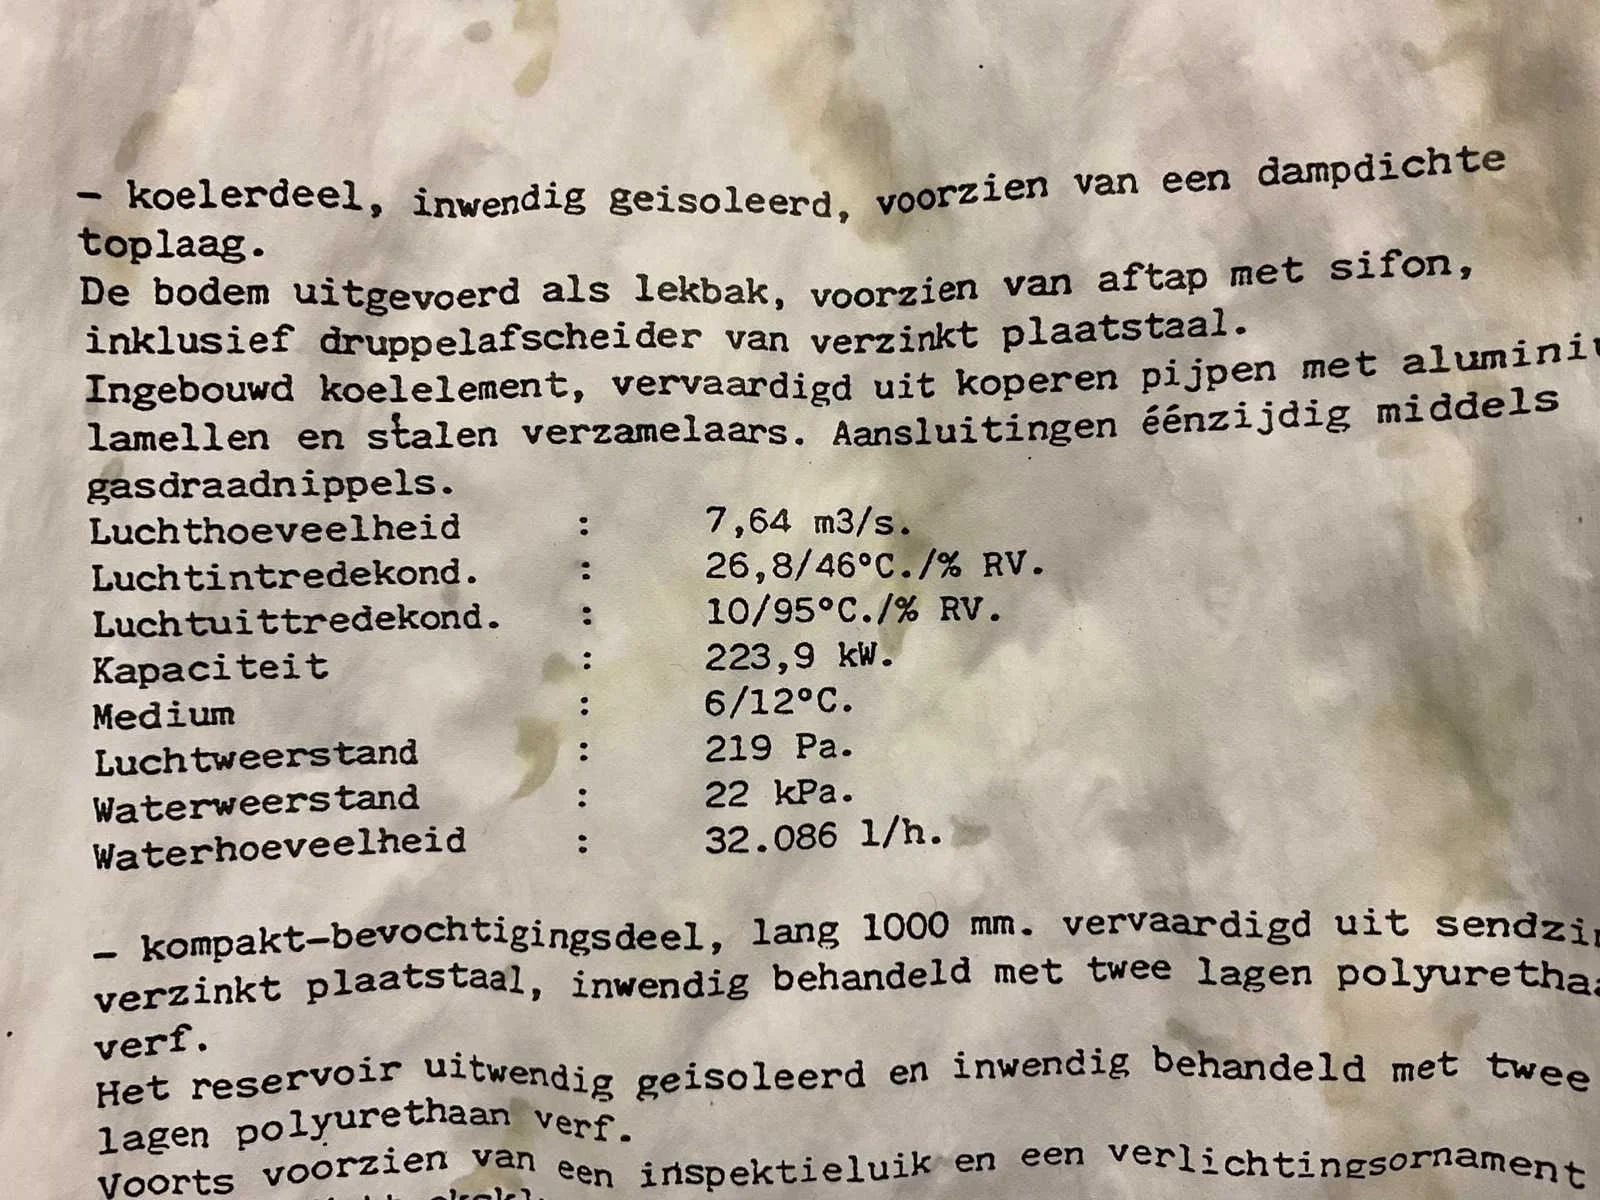 - koelerdeel, inwendig geisoleerd, voorzien van een dampdichte
toplaag.
De bodem uitgevoerd als lekbak, voorzien van aftap met sifon,
inklusief druppelafscheider van verzinkt plaatstaal.
Ingebouwd koelelement, vervaardigd uit koperen pijpen met
lamellen en stalen verzamelaars. Aansluitingen éénzijdig middels
gasdraadnippels.
Luchthoeveelheid : 7,64 m3/s.
Luchtintredekond. : 26,8/46°C./% RV.
Luchtuittredekond. : 10/95°C./% RV.
Kapaciteit : 223,9 kW.
Medium : 6/12°C.
Luchtweerstand : 219 Pa.
Waterweerstand : 22 kPa.
Waterhoeveelheid : 32.086 l/h.
- kompakt-bevochtigingsdeel, lang 1000 mm. vervaardigd uit
verzinkt plaatstaal, inwendig behandeld met twee lagen
verf.
Het reservoir uitwendig geisoleerd en inwendig behandeld met twee
lagen polyurethaan verf.
Voorts voorzien van een inspektieluik en een verlichtingsornament